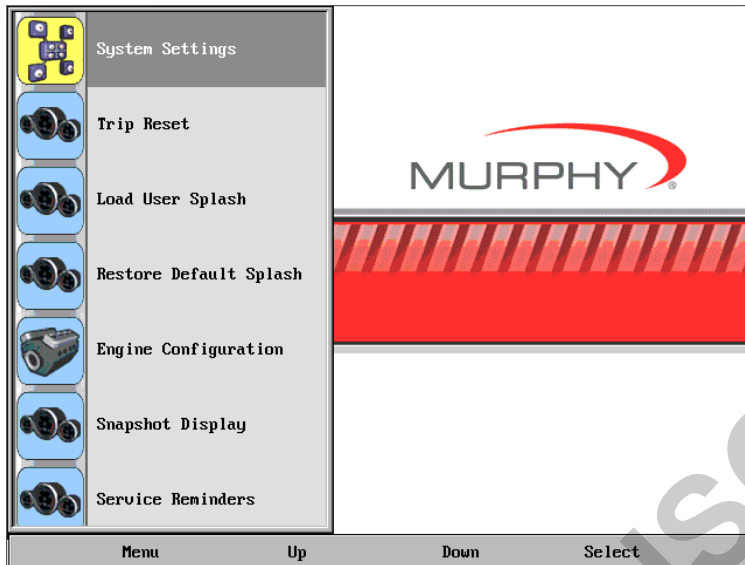 System Settings
Trip Reset
Load User Splash
Restore Default Splash
Engine Configuration
Snapshot Display
Service Reminders
MURPHY
®
Menu Up Down Select